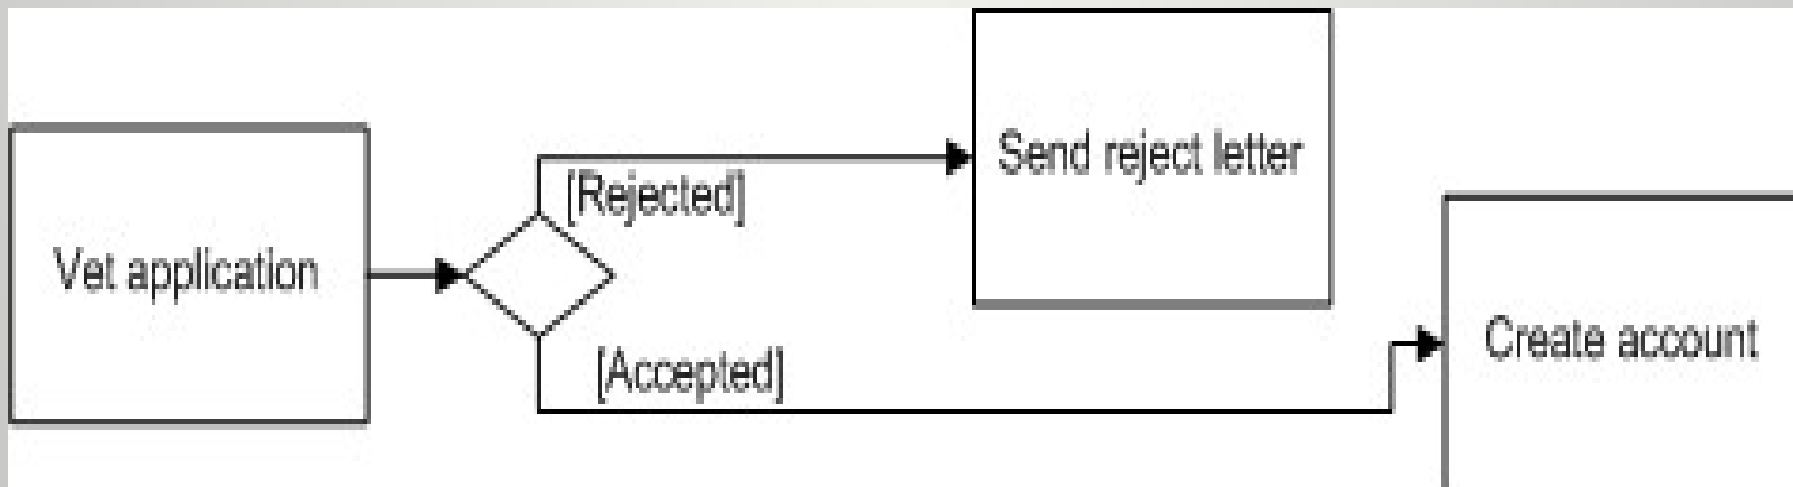 Vet application
[Rejected]
Send reject letter
[Accepted]
Create account